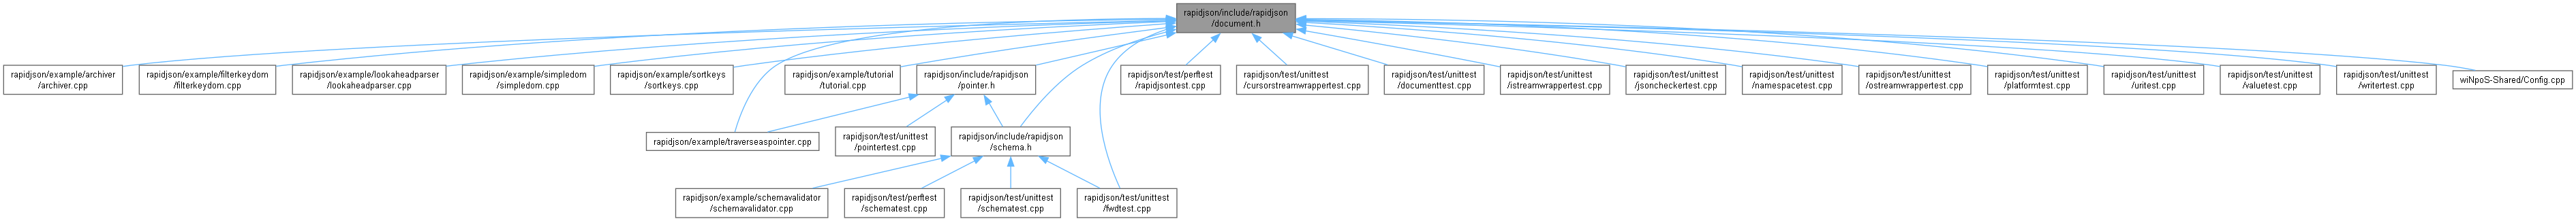 rapidjson/include/rapidjson
/document.h
rapidjson/example/archiver
/archiver.cpp
rapidjson/example/filterkeydom
/filterkeydom.cpp
rapidjson/example/lookaheadparser
/lookaheadparser.cpp
rapidjson/example/simpledom
/simpledom.cpp
rapidjson/example/sortkeys
/sortkeys.cpp
rapidjson/example/tutorial
/tutorial.cpp
rapidjson/include/rapidjson
/pointer.h
rapidjson/test/perftest
/rapidjsontest.cpp
rapidjson/test/unittest
/cursorstreamwrappertest.cpp
rapidjson/test/unittest
/documenttest.cpp
rapidjson/test/unittest
/istreamwrappertest.cpp
rapidjson/test/unittest
/jsoncheckertest.cpp
rapidjson/test/unittest
/namespacetest.cpp
rapidjson/test/unittest
/ostreamwrappertest.cpp
rapidjson/test/unittest
/platformtest.cpp
rapidjson/test/unittest
/uritest.cpp
rapidjson/test/unittest
/valuetest.cpp
rapidjson/test/unittest
/writertest.cpp
wiNpoS-Shared/Config.cpp
rapidjson/example/traverseaspointer.cpp
rapidjson/test/unittest
/pointertest.cpp
rapidjson/include/rapidjson
/schema.h
rapidjson/example/schemavalidator
/schemavalidator.cpp
rapidjson/test/perftest
/schematest.cpp
rapidjson/test/unittest
/schematest.cpp
rapidjson/test/unittest
/fwdtest.cpp